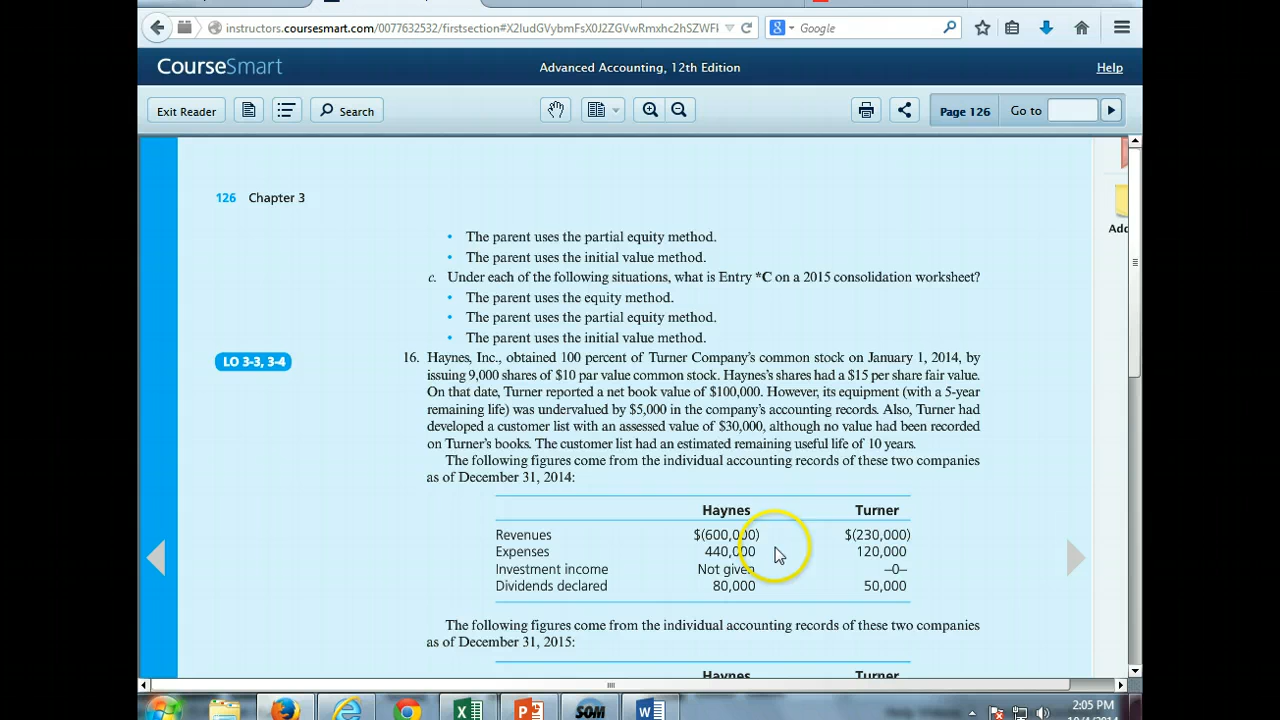 instructors.coursesmart.com/0077632532/firstsection#X2ludGVybmFsX0J2ZGVwRmxhc2hSZWFk
Google
CourseSmart
Advanced Accounting, 12th Edition
Help
Exit Reader
Search
Page 126
Go to
126 Chapter 3
• The parent uses the partial equity method.
• The parent uses the initial value method.
c. Under each of the following situations, what is Entry *C on a 2015 consolidation worksheet?
• The parent uses the equity method.
• The parent uses the partial equity method.
• The parent uses the initial value method.
LO 3-3, 3-4
16. Haynes, Inc., obtained 100 percent of Turner Company's common stock on January 1, 2014, by
issuing 9,000 shares of $10 par value common stock. Haynes's shares had a $15 per share fair value.
On that date, Turner reported a net book value of $100,000. However, its equipment (with a 5-year
remaining life) was undervalued by $5,000 in the company's accounting records. Also, Turner had
developed a customer list with an assessed value of $30,000, although no value had been recorded
on Turner's books. The customer list had an estimated remaining useful life of 10 years.
The following figures come from the individual accounting records of these two companies
as of December 31, 2014:
Haynes Turner
Revenues $(600,000) $(230,000)
Expenses 440,000 120,000
Investment income Not given –0–
Dividends declared 80,000 50,000
The following figures come from the individual accounting records of these two companies
as of December 31, 2015:
Haynes Turner
SOM
2:05 PM
10/4/2014